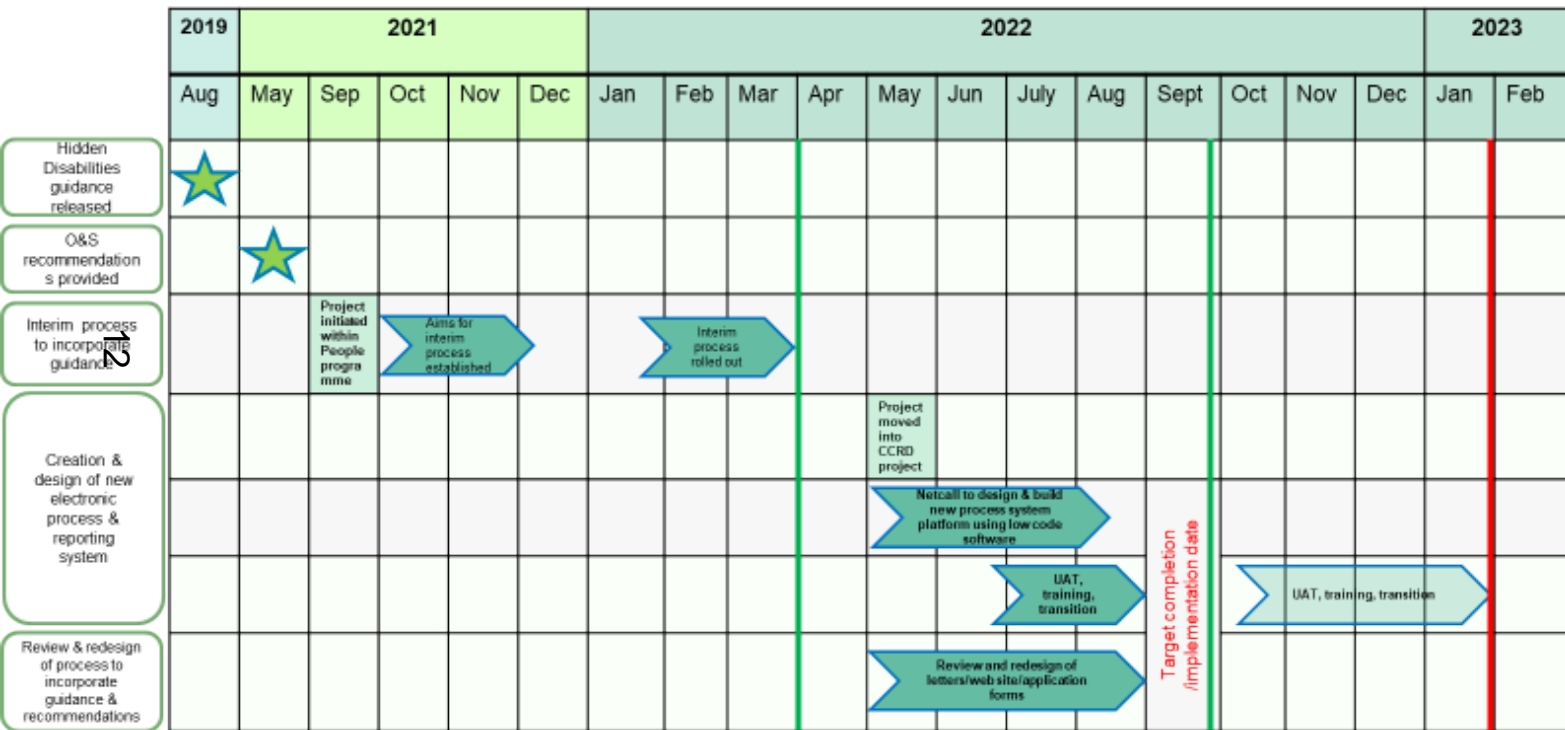 2019
2021
2022
2023
Aug
May
Sep
Oct
Nov
Dec
Jan
Feb
Mar
Apr
May
Jun
July
Aug
Sept
Oct
Nov
Dec
Jan
Feb
Hidden
Disabilities
guidance
released
O&S
recommendation
s provided
Interim process
to incorporate
guidance
12
Project
initiated
within
People
progra
mme
Aims for
interim
process
established
Interim
process
rolled out
Creation &
design of new
electronic
process &
reporting
system
Project
moved
into
CCRD
project
Netcall to design & build
new process system
platform using low code
software
UAT,
training,
transition
Target completion
/implementation date
UAT, training, transition
Review & redesign
of process to
incorporate
guidance &
recommendations
Review and redesign of
letters/web site/application
forms